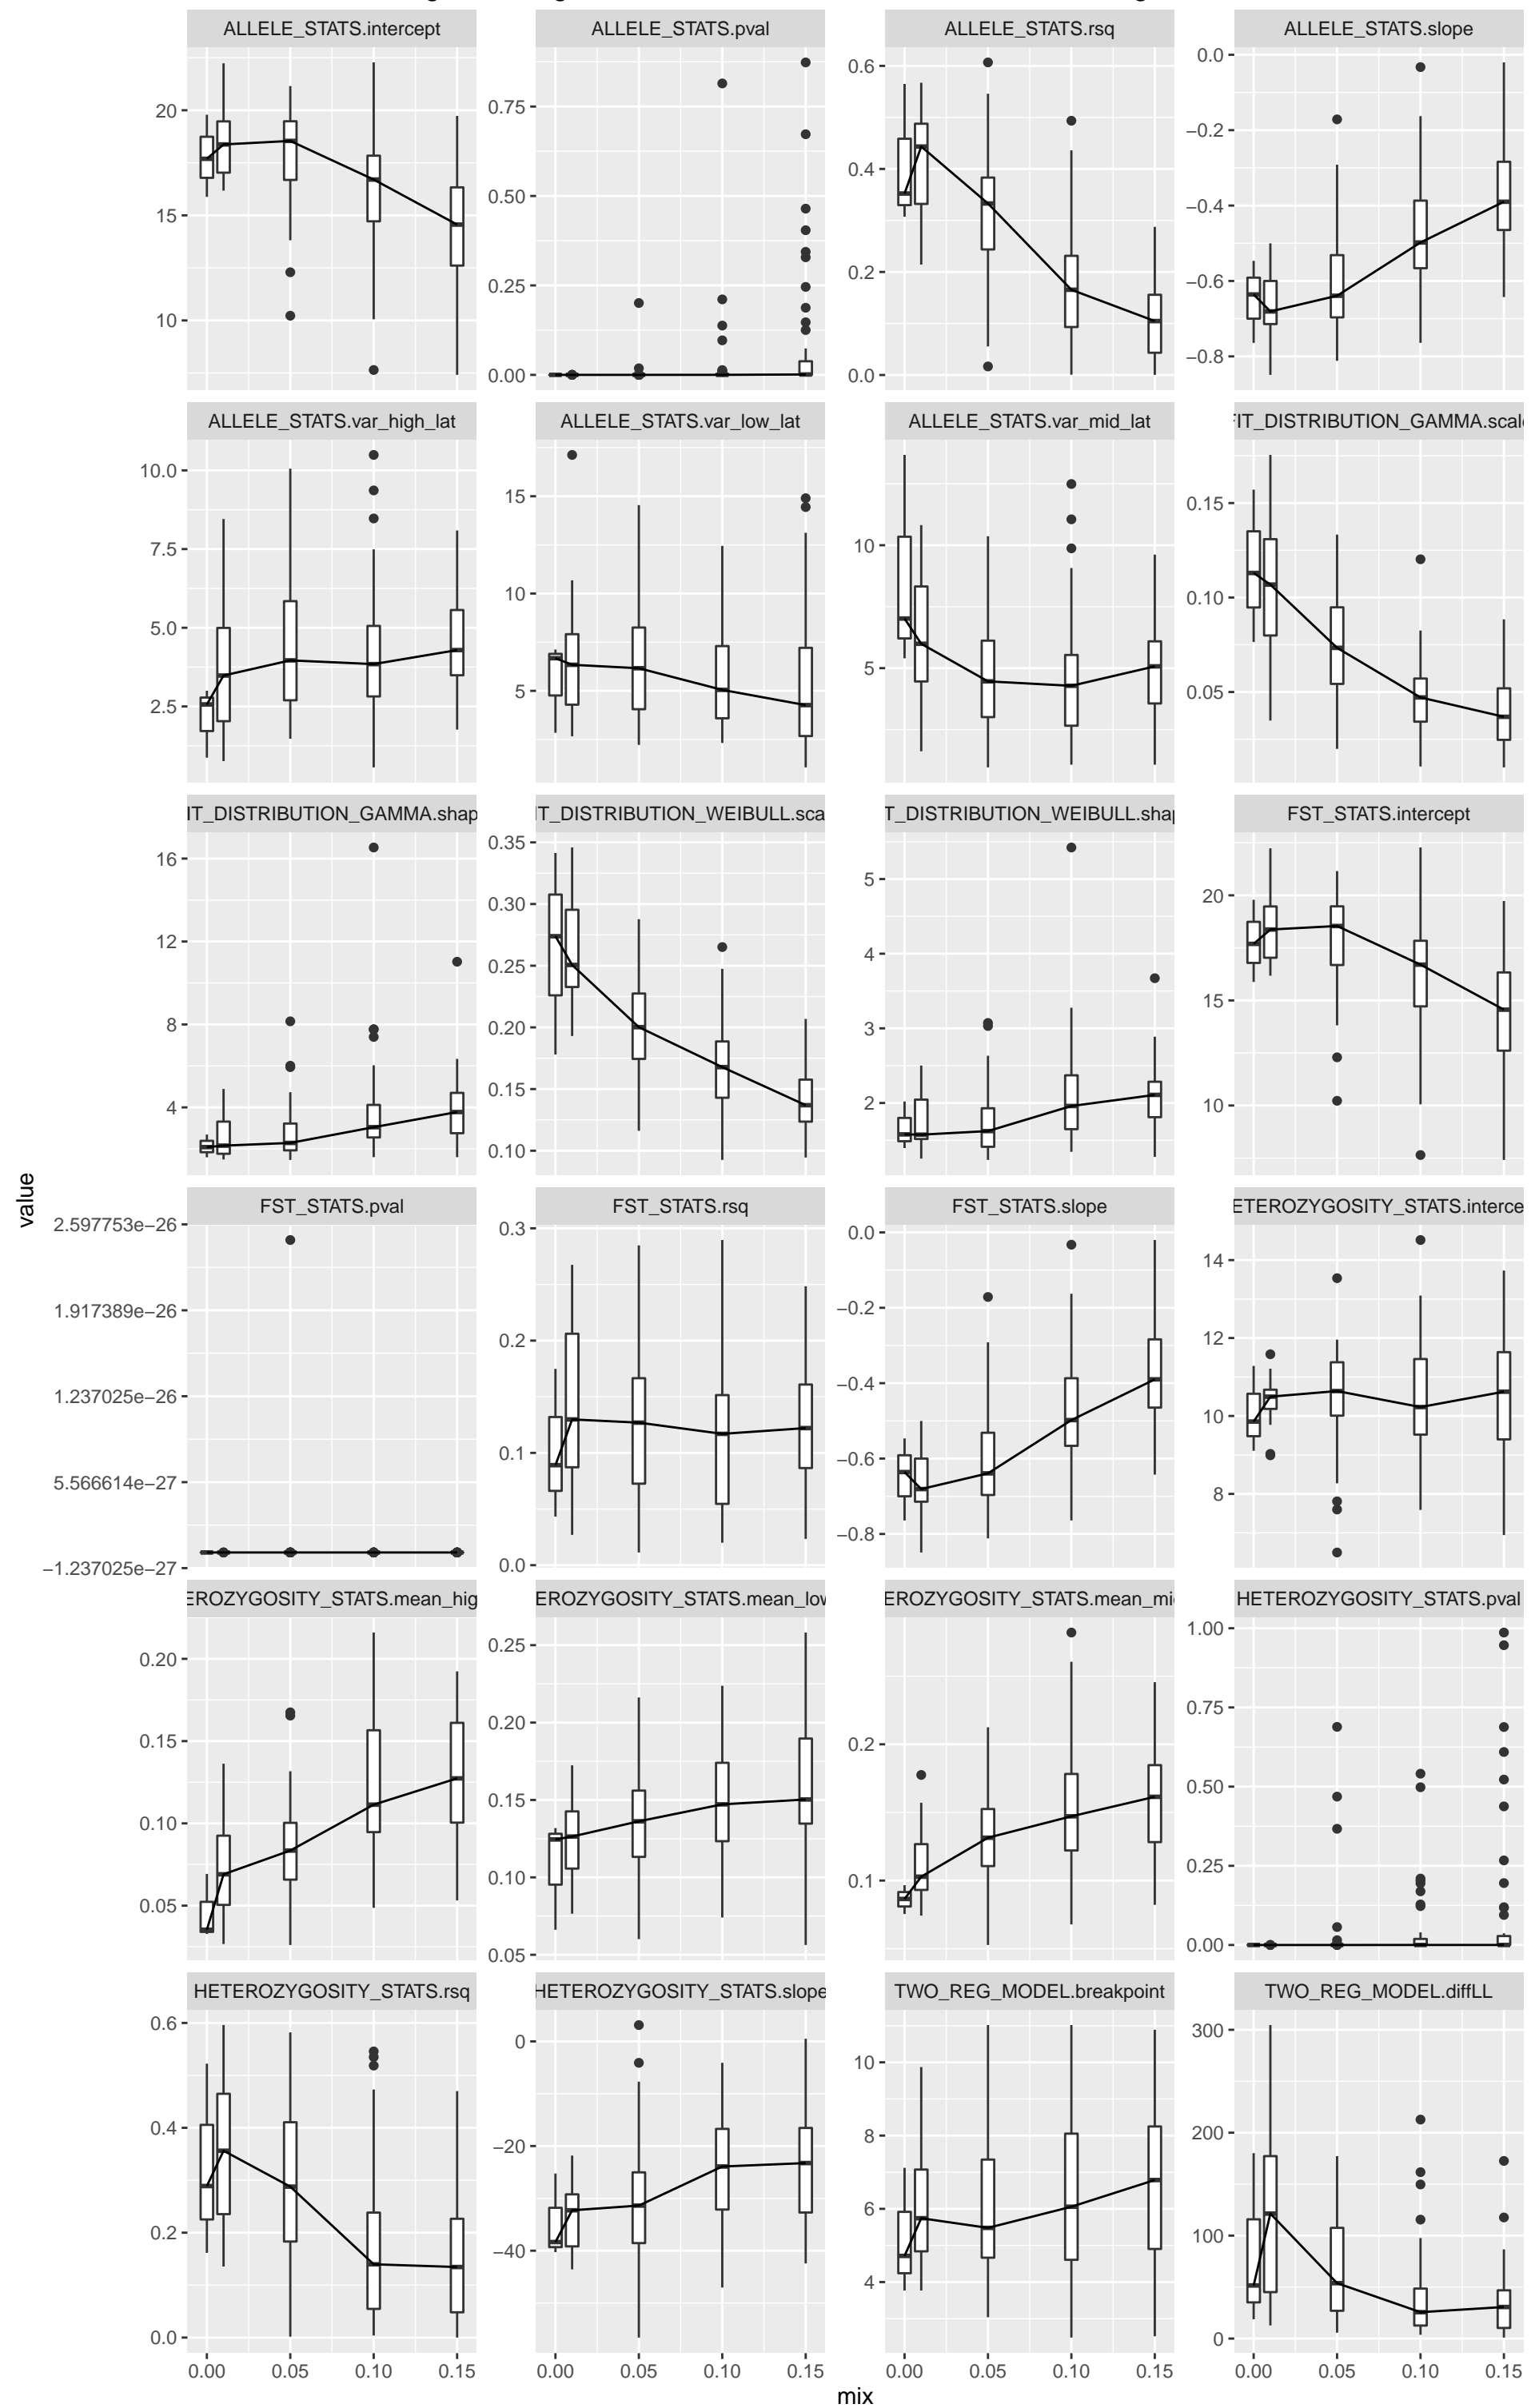 ALLELE_STATS.intercept
ALLELE_STATS.pval
ALLELE_STATS.rsq
ALLELE_STATS.slope
20
15
10
0.75
0.50
0.25
0.00
0.6
0.4
0.2
0.0
0.0
−0.2
−0.4
−0.6
−0.8
ALLELE_STATS.var_high_lat
ALLELE_STATS.var_low_lat
ALLELE_STATS.var_mid_lat
FIT_DISTRIBUTION_GAMMA.scal
10.0
7.5
5.0
2.5
15
10
5
10
5
0.15
0.10
0.05
IT_DISTRIBUTION_GAMMA.shap
IT_DISTRIBUTION_WEIBULL.sca
T_DISTRIBUTION_WEIBULL.shap
FST_STATS.intercept
16
12
8
4
0.35
0.30
0.25
0.20
0.15
0.10
5
4
3
2
20
15
10
value
FST_STATS.pval
FST_STATS.rsq
FST_STATS.slope
ETEROZYGOSITY_STATS.interce
2.597753e−26
1.917389e−26
1.237025e−26
5.566614e−27
−1.237025e−27
0.3
0.2
0.1
0.0
0.0
−0.2
−0.4
−0.6
−0.8
14
12
10
8
EROZYGOSITY_STATS.mean_hig
EROZYGOSITY_STATS.mean_low
EROZYGOSITY_STATS.mean_mi
HETEROZYGOSITY_STATS.pval
0.20
0.15
0.10
0.05
0.25
0.20
0.15
0.10
0.05
0.2
0.1
1.00
0.75
0.50
0.25
0.00
HETEROZYGOSITY_STATS.rsq
HETEROZYGOSITY_STATS.slope
TWO_REG_MODEL.breakpoint
TWO_REG_MODEL.diffLL
0.6
0.4
0.2
0.0
0
−20
−40
10
8
6
4
300
200
100
0
0.00 0.05 0.10 0.15
0.00 0.05 0.10 0.15
0.00 0.05 0.10 0.15
0.00 0.05 0.10 0.15
mix